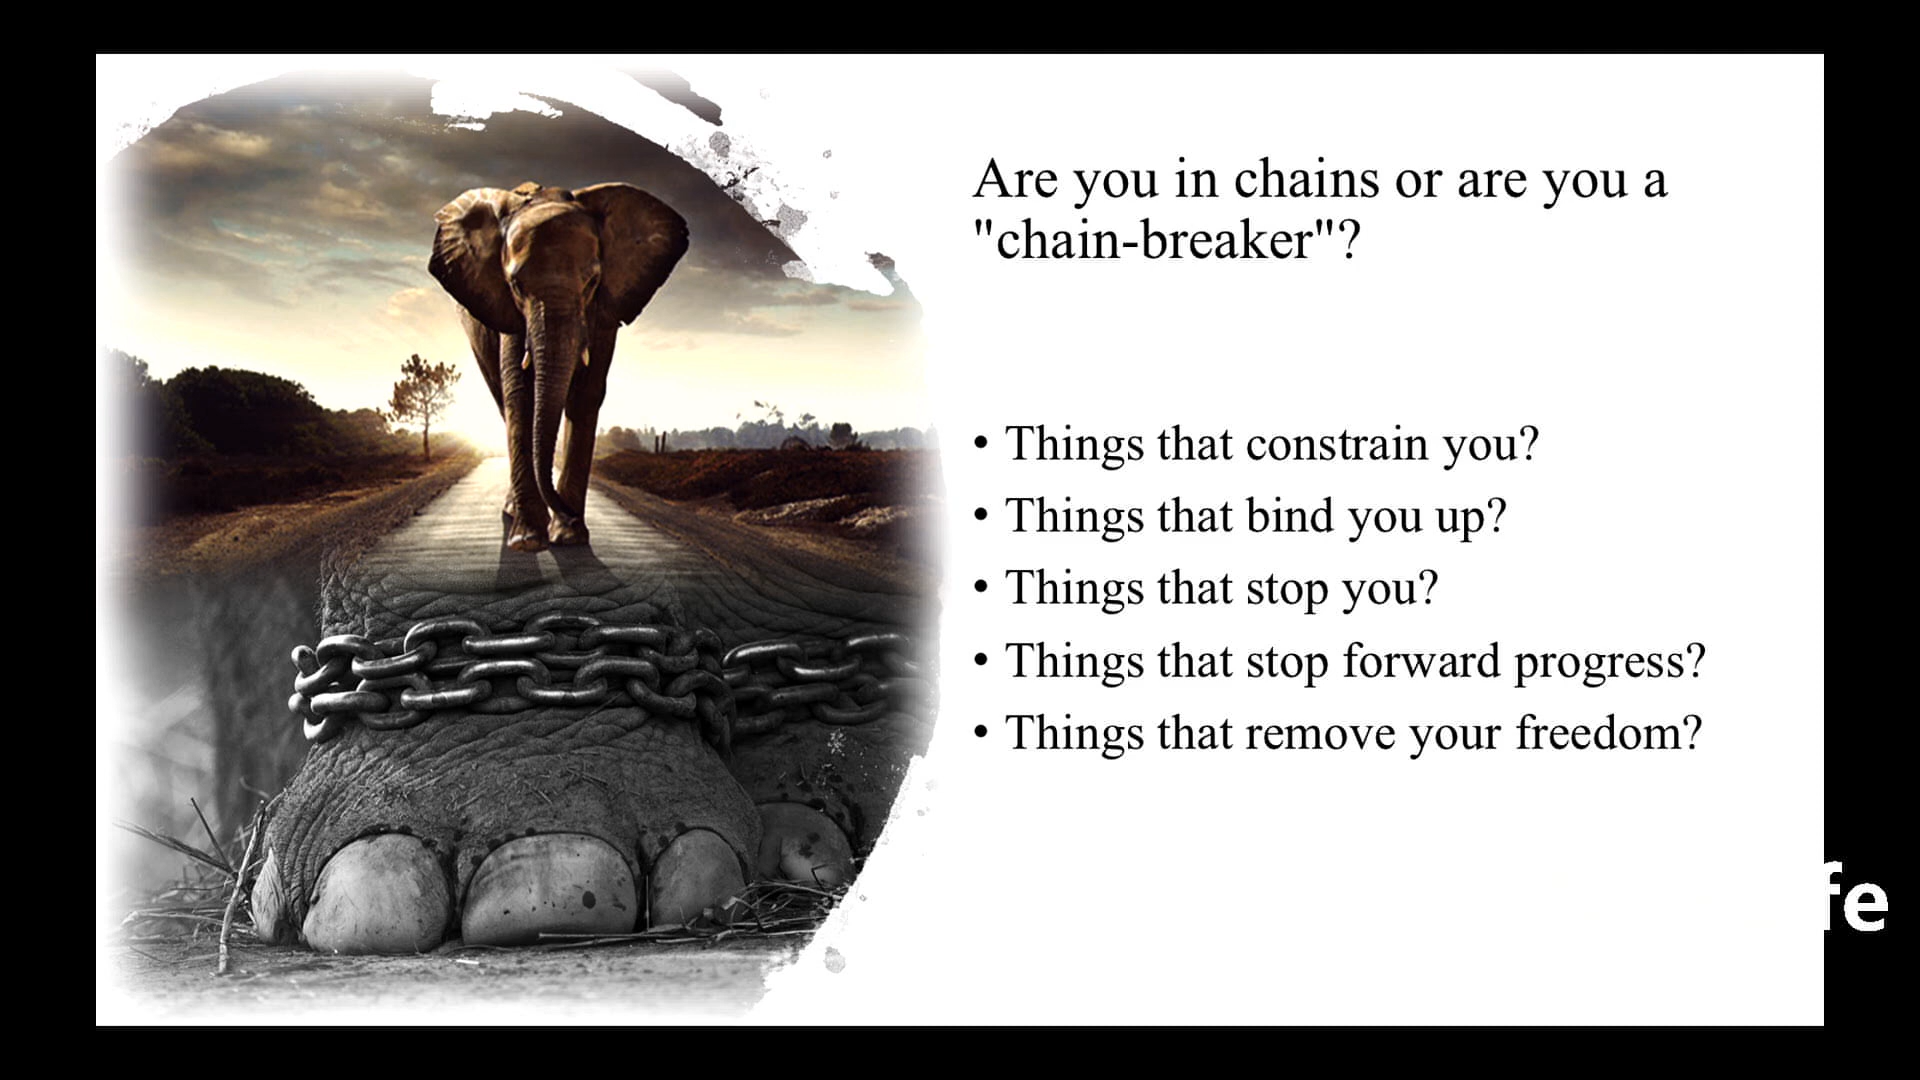 Are you in chains or are you a
"chain-breaker"?
• Things that constrain you?
• Things that bind you up?
• Things that stop you?
• Things that stop forward progress?
• Things that remove your freedom?